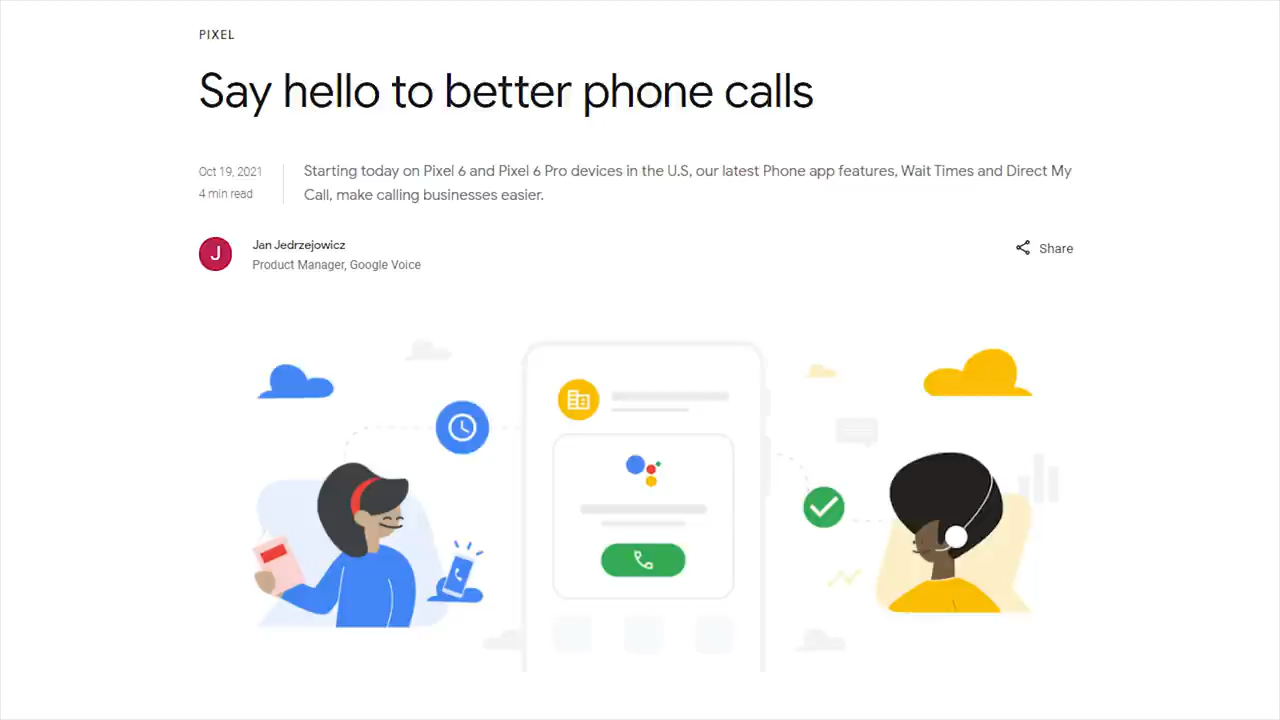 PIXEL
Say hello to better phone calls
Oct 19, 2021
4 min read
Starting today on Pixel 6 and Pixel 6 Pro devices in the U.S, our latest Phone app features, Wait Times and Direct My
Call, make calling businesses easier.
J
Jan Jedrzejowicz
Product Manager, Google Voice
Share